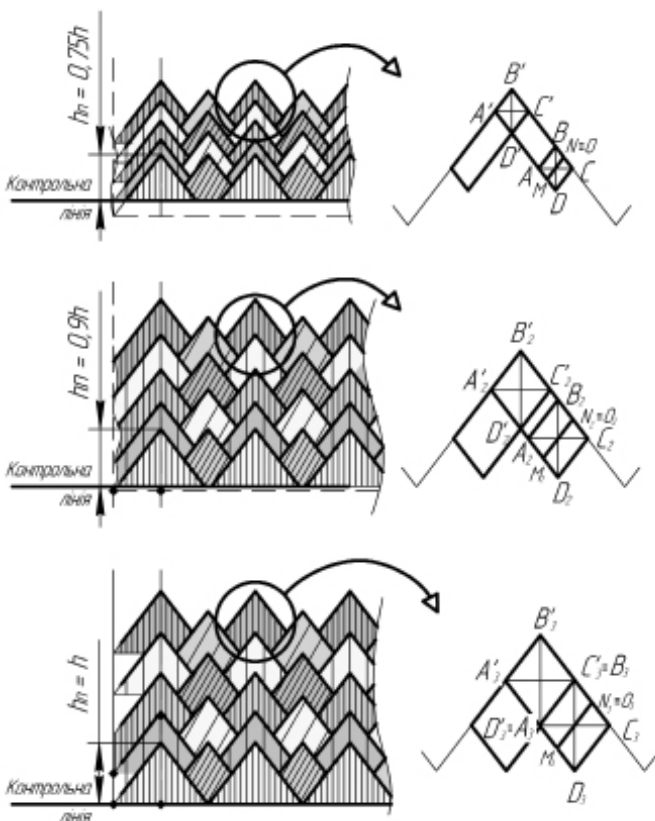 hп = 0,75h
Контрольна
лінія
B'
A' C'
B
N≡O
D' A C
M
D
hп = 0,9h
Контрольна
лінія
B'₂
A'₂ C'₂
B₂
N₂≡O₂
D'₂ A₂ C₂
M₂
D₂
hп = h
Контрольна
лінія
B'₃
A'₃ C'₃≡B₃
N₃≡O₃
D'₃≡A₃ C₃
M₃
D₃